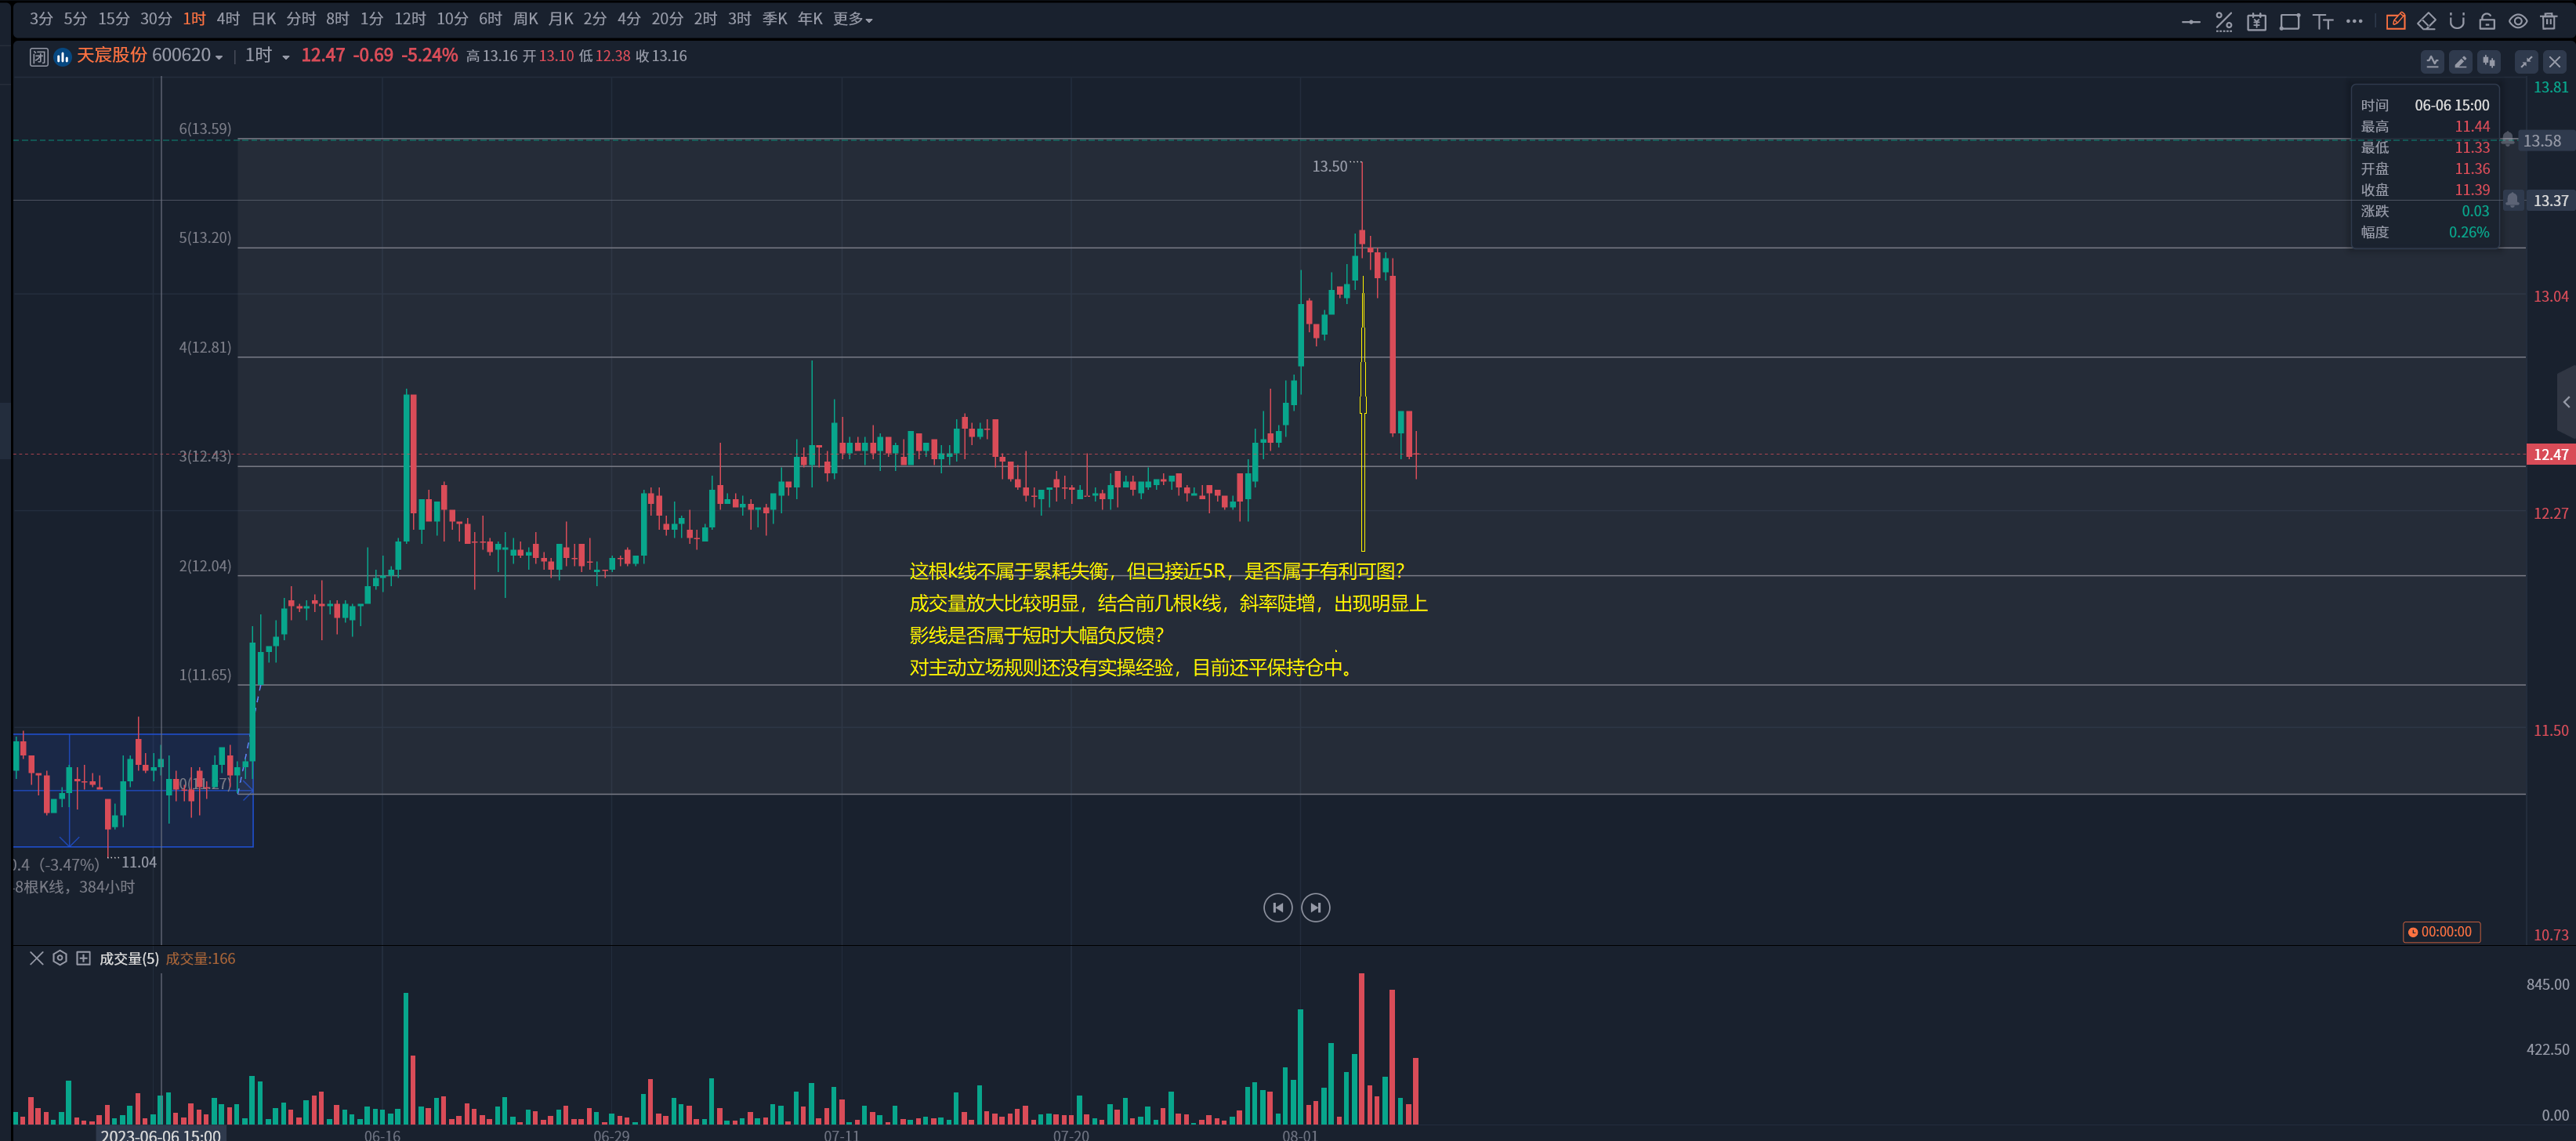 3分 5分 15分 30分 1时 4时 日K 分时 8时 1分 12时 10分 6时 周K 月K 2分 4分 20分 2时 3时 季K 年K 更多
闭 天宸股份 600620 1时 12.47 -0.69 -5.24% 高13.16 开13.10 低12.38 收13.16
13.81
时间 06-06 15:00
最高 11.44
最低 11.33
开盘 11.36
收盘 11.39
涨跌 0.03
幅度 0.26%
6(13.59)
13.58
13.50
13.37
5(13.20)
13.04
4(12.81)
3(12.43)
12.47
12.27
2(12.04)
这根k线不属于累耗失衡，但已接近5R，是否属于有利可图？
成交量放大比较明显，结合前几根k线，斜率陡增，出现明显上
影线是否属于短时大幅负反馈？
对主动立场规则还没有实操经验，目前还平保持仓中。
1(11.65)
11.50
0(11.27)
0.4（-3.47%）
11.04
8根K线，384小时
00:00:00
10.73
成交量(5) 成交量:166
845.00
422.50
0.00
2023-06-06 15:00 06-16 06-29 07-11 07-20 08-01